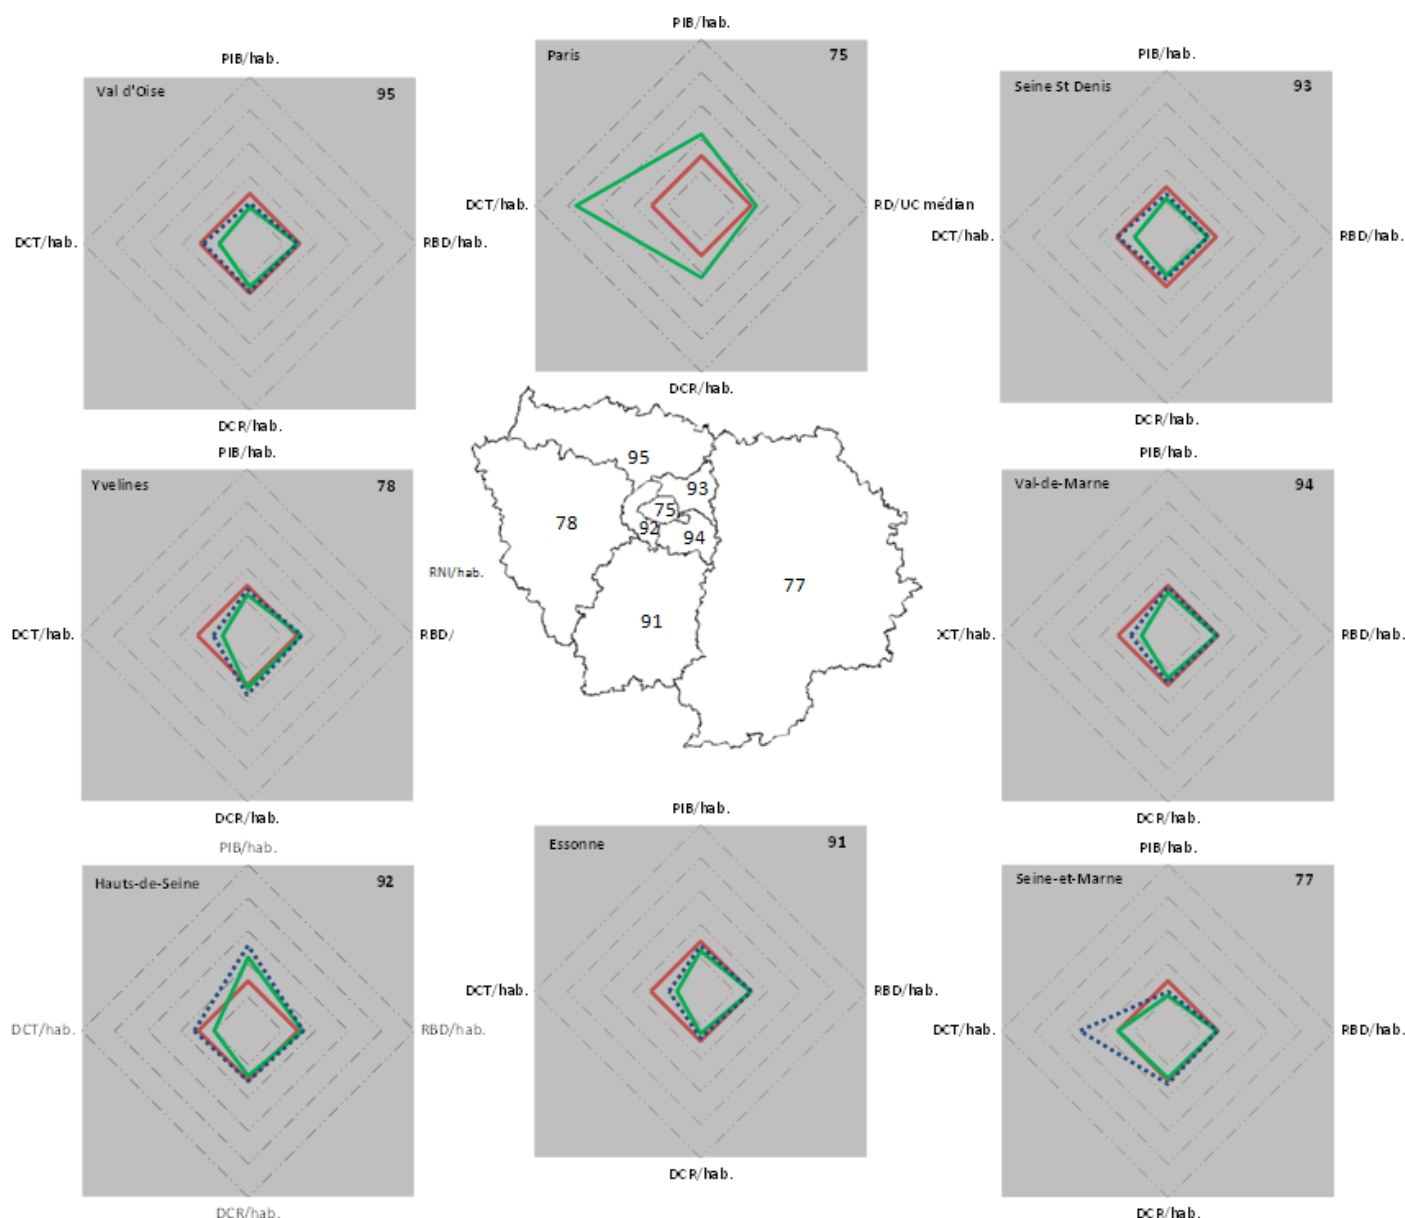 PIB/hab.
Val d'Oise 95
DCT/hab.
RBD/hab.
DCR/hab.
PIB/hab.
Paris 75
DCT/hab.
RD/UC médian
DCR/hab.
PIB/hab.
Seine St Denis 93
DCT/hab.
RBD/hab.
DCR/hab.
PIB/hab.
Yvelines 78
DCT/hab.
RBD/
DCR/hab.
RNI/hab.
95
93
75
78
92
94
77
91
PIB/hab.
Val-de-Marne 94
DCT/hab.
RBD/hab.
DCR/hab.
PIB/hab.
Hauts-de-Seine 92
DCT/hab.
RBD/hab.
DCR/hab.
PIB/hab.
Essonne 91
DCT/hab.
RBD/hab.
DCR/hab.
PIB/hab.
Seine-et-Marne 77
DCT/hab.
RBD/hab.
DCR/hab.